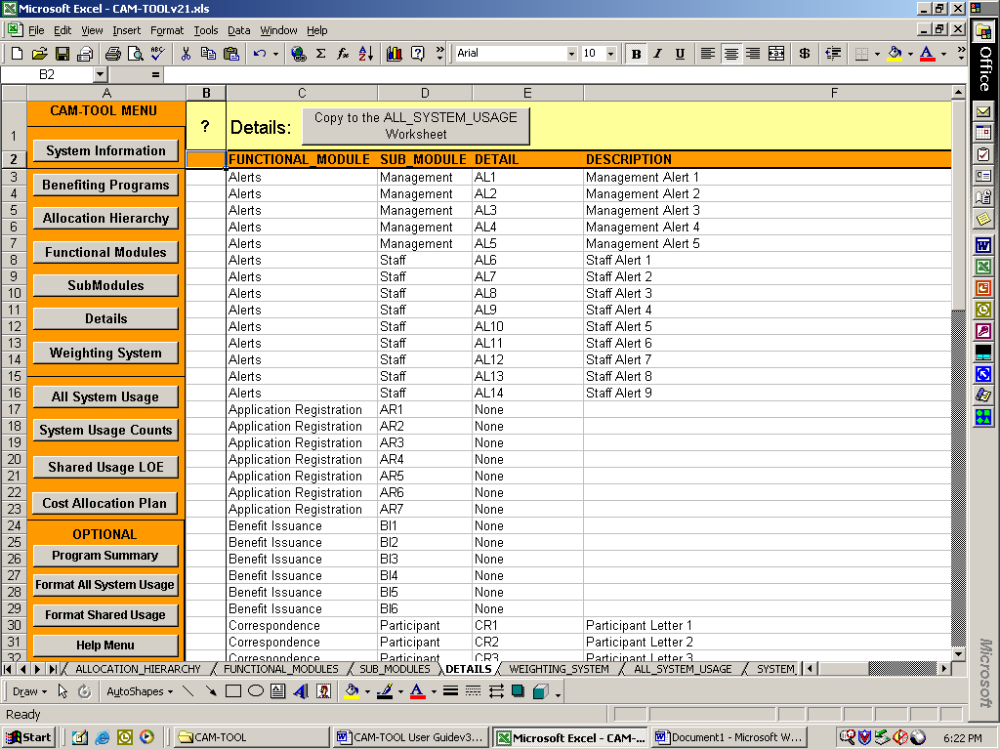 Microsoft Excel - CAM-TOOLv21.xls
File Edit View Insert Format Tools Data Window Help
Arial 10 B I U $
B2 =
A B C D E F
CAM-TOOL MENU
1 ? Details: Copy to the ALL_SYSTEM_USAGE
Worksheet
System Information
2 FUNCTIONAL_MODULE SUB_MODULE DETAIL DESCRIPTION
3 Alerts Management AL1 Management Alert 1
Benefiting Programs
4 Alerts Management AL2 Management Alert 2
5 Alerts Management AL3 Management Alert 3
Allocation Hierarchy
6 Alerts Management AL4 Management Alert 4
7 Alerts Management AL5 Management Alert 5
Functional Modules
8 Alerts Staff AL6 Staff Alert 1
9 Alerts Staff AL7 Staff Alert 2
SubModules
10 Alerts Staff AL8 Staff Alert 3
11 Alerts Staff AL9 Staff Alert 4
Details
12 Alerts Staff AL10 Staff Alert 5
13 Alerts Staff AL11 Staff Alert 6
Weighting System
14 Alerts Staff AL12 Staff Alert 7
15 Alerts Staff AL13 Staff Alert 8
16 Alerts Staff AL14 Staff Alert 9
All System Usage
17 Application Registration AR1 None
18 Application Registration AR2 None
System Usage Counts
19 Application Registration AR3 None
20 Application Registration AR4 None
Shared Usage LOE
21 Application Registration AR5 None
22 Application Registration AR6 None
Cost Allocation Plan
23 Application Registration AR7 None
24 Benefit Issuance BI1 None
OPTIONAL
25 Benefit Issuance BI2 None
Program Summary
26 Benefit Issuance BI3 None
27 Benefit Issuance BI4 None
Format All System Usage
28 Benefit Issuance BI5 None
29 Benefit Issuance BI6 None
Format Shared Usage
30 Correspondence Participant CR1 Participant Letter 1
31 Correspondence Participant CR2 Participant Letter 2
Help Menu
32 Correspondence Participant CR3 Participant Letter 3
ALLOCATION_HIERARCHY FUNCTIONAL_MODULES SUB_MODULES DETAILS WEIGHTING_SYSTEM ALL_SYSTEM_USAGE SYSTEM
Draw AutoShapes
Ready
Start CAM-TOOL CAM-TOOL User Guidev3... Microsoft Excel - CAM-... Document1 - Microsoft W... 6:22 PM
Office
Microsoft